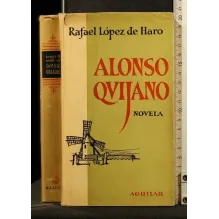 Rafael López de Haro
ALONSO
QVIJANO
NOVELA
AGUILAR